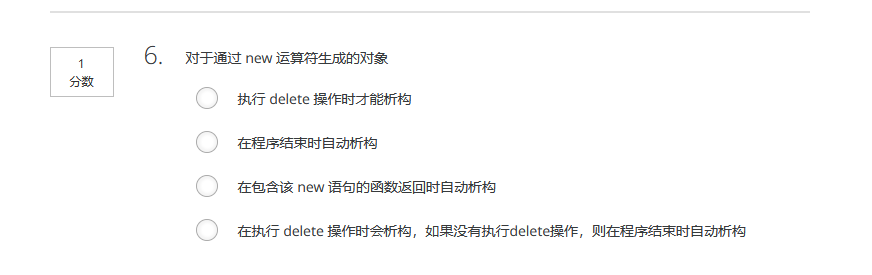 1
分数
6.
对于通过 new 运算符生成的对象
执行 delete 操作时才能析构
在程序结束时自动析构
在包含该 new 语句的函数返回时自动析构
在执行 delete 操作时会析构，如果没有执行delete操作，则在程序结束时自动析构